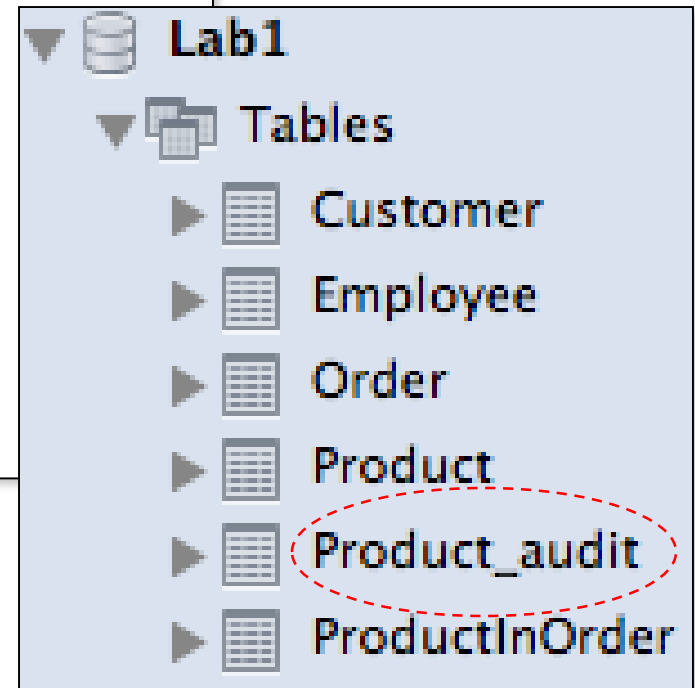 Lab1
Tables
Customer
Employee
Order
Product
Product_audit
ProductInOrder